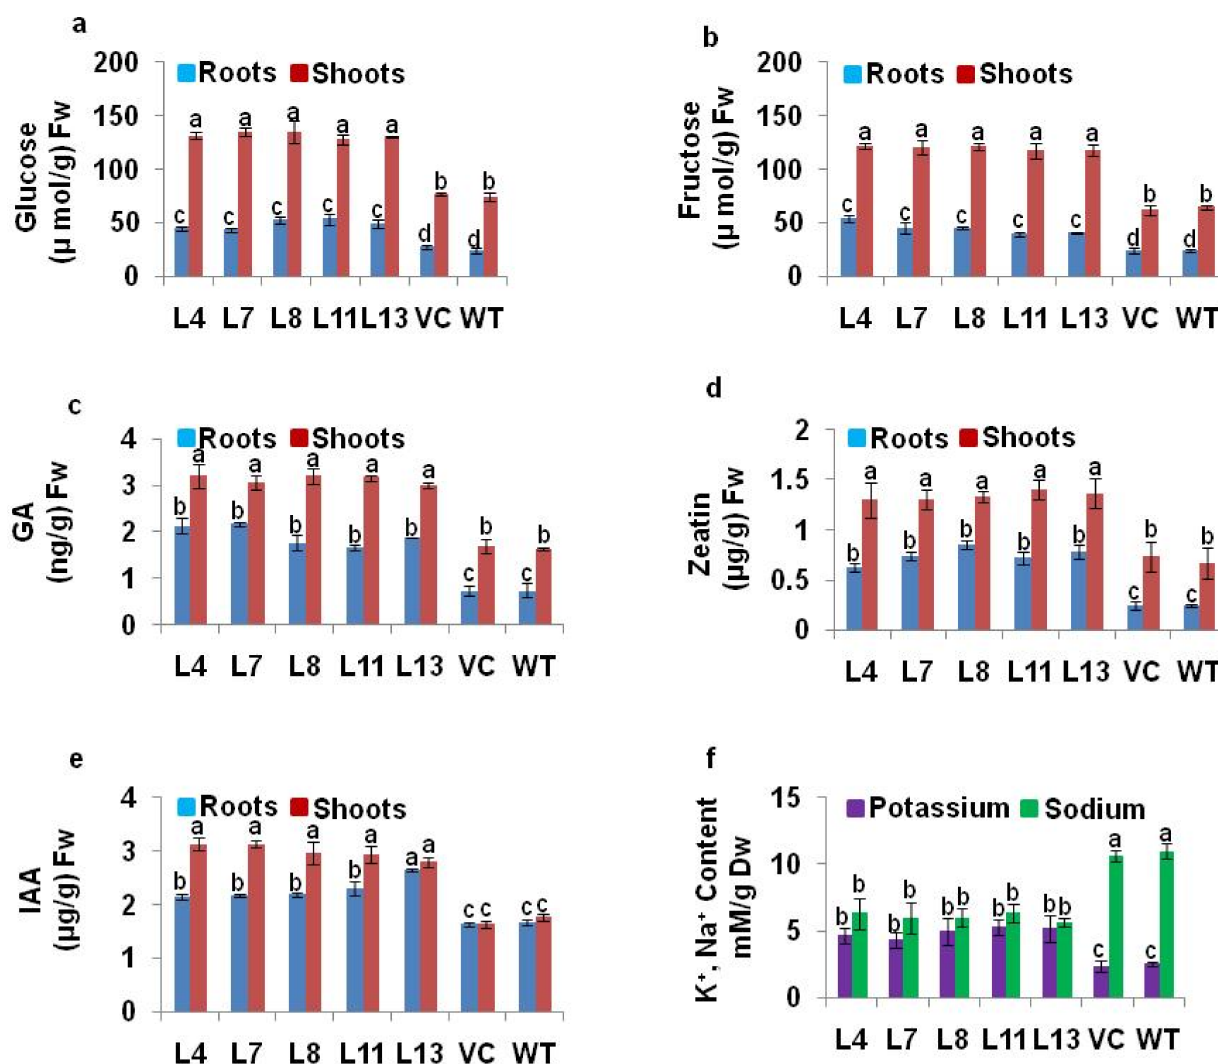 a
200
Roots Shoots
150
100
50
0
Glucose
(µ mol/g) Fw
a a a a a b b
c c c c c d d
L4 L7 L8 L11 L13 VC WT
b
200
Roots Shoots
150
100
50
0
Fructose
(µ mol/g) Fw
a a a a a b b
c c c c c d d
L4 L7 L8 L11 L13 VC WT
c
4
Roots Shoots
3
2
1
0
GA
(ng/g) Fw
a a a a a b b
b b b b b c c
L4 L7 L8 L11 L13 VC WT
d
2
Roots Shoots
1.5
1
0.5
0
Zeatin
(µg/g) Fw
a a a a a b b
b b b b b c c
L4 L7 L8 L11 L13 VC WT
e
4
Roots Shoots
3
2
1
0
IAA
(µg/g) Fw
a a a a a c c
b b b b a c c
L4 L7 L8 L11 L13 VC WT
f
15
Potassium Sodium
10
5
0
K⁺, Na⁺ Content
mM/g Dw
b b b b b a a
b b b b b c c
L4 L7 L8 L11 L13 VC WT